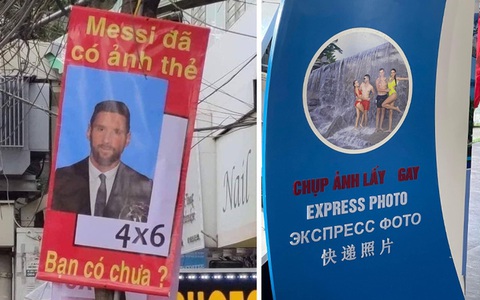 Messi đã
có ảnh thẻ
4x6
Bạn có chưa ?
Nail
PHOTO
CHỤP ẢNH LẤY GAY
EXPRESS PHOTO
ЭКСПРЕСС ФОТО
快递照片